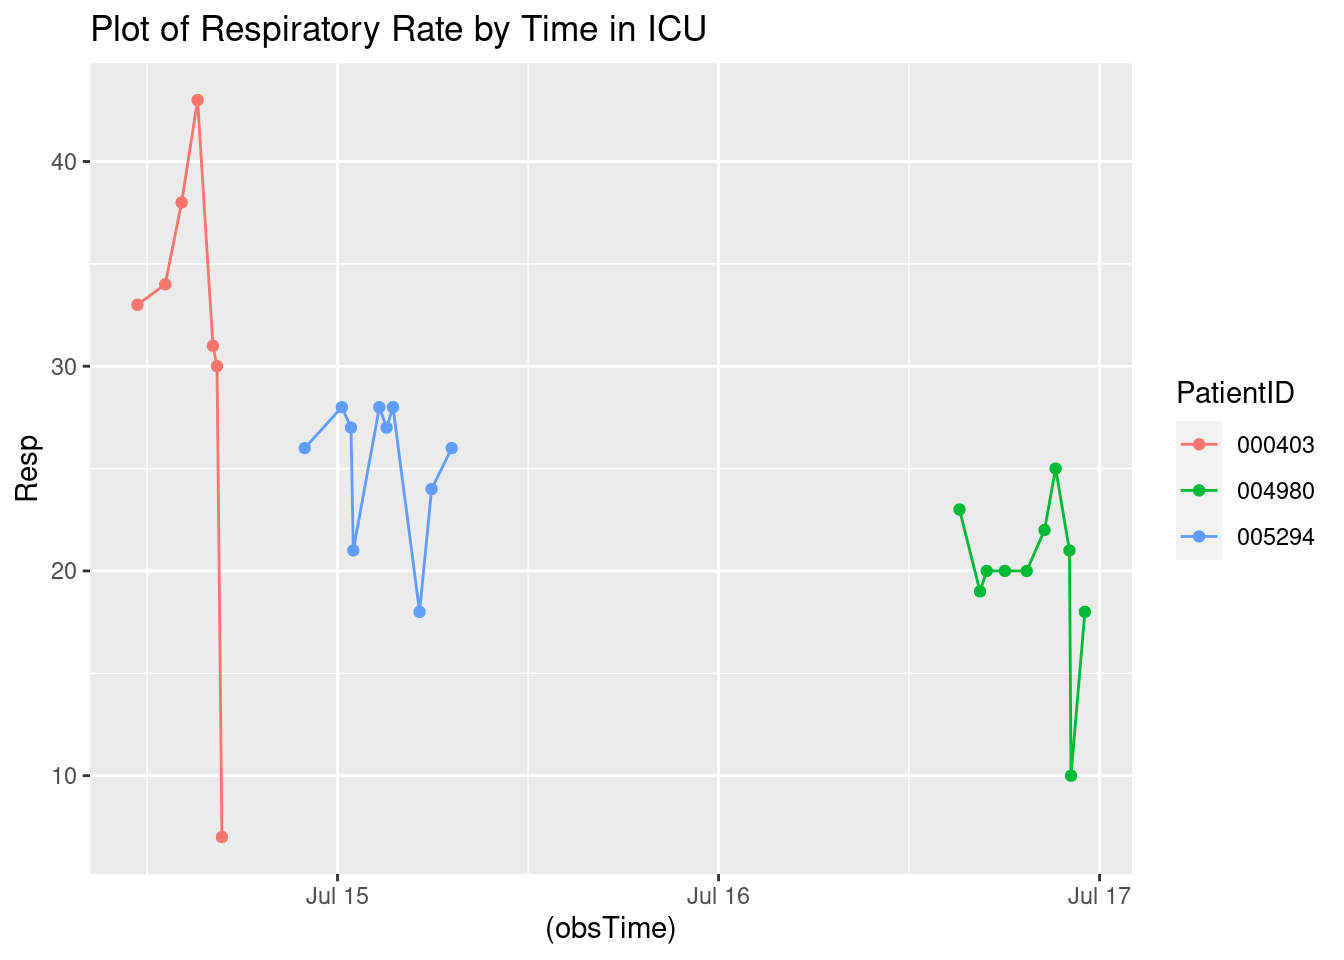 Plot of Respiratory Rate by Time in ICU
40
30
20
10
Resp
Jul 15
Jul 16
Jul 17
(obsTime)
PatientID
000403
004980
005294